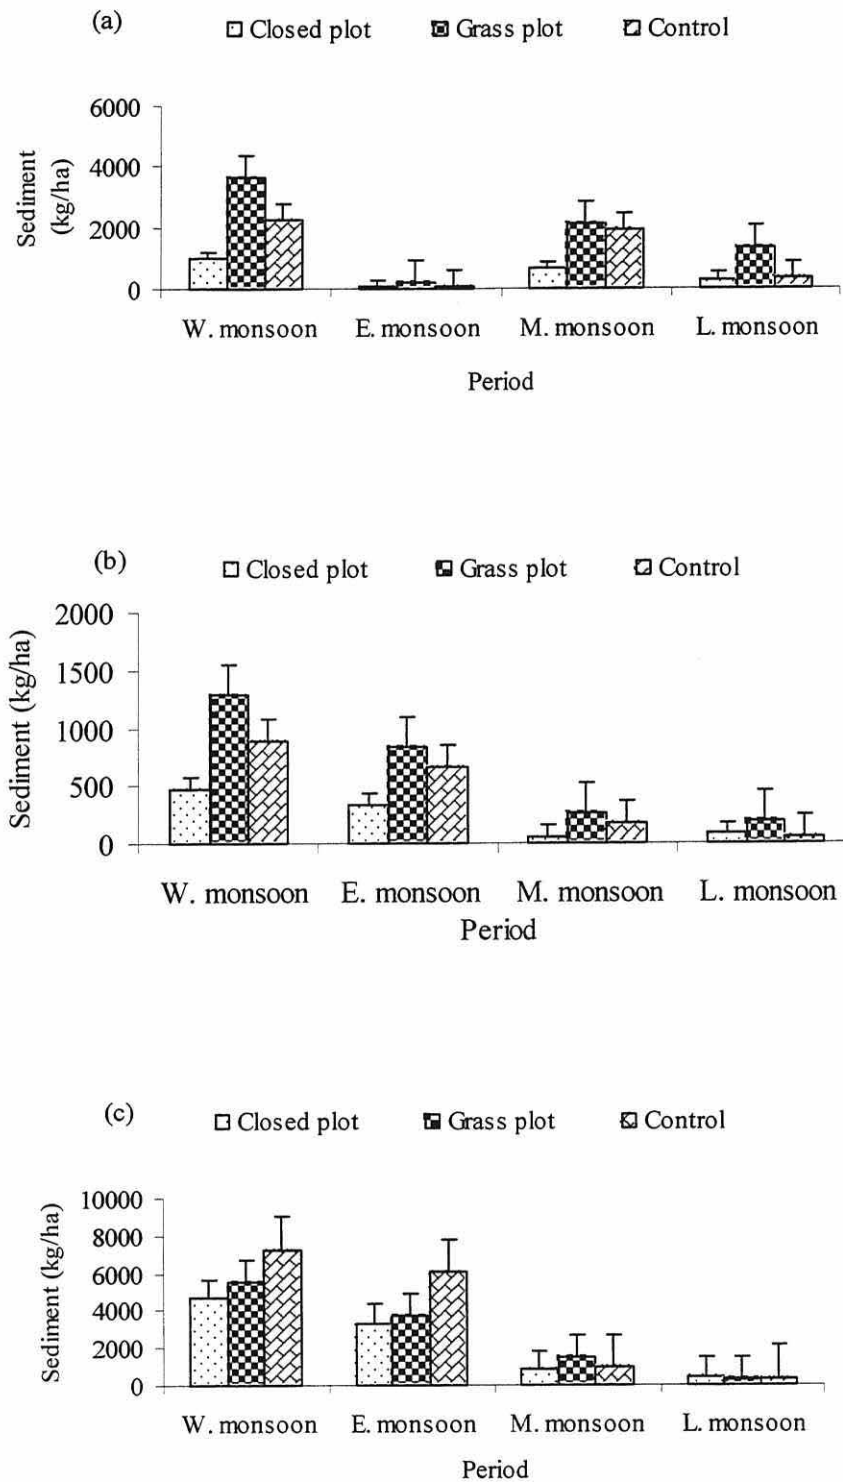 (a)
Closed plot Grass plot Control
Sediment
(kg/ha)
6000
4000
2000
0
W. monsoon E. monsoon M. monsoon L. monsoon
Period
(b)
Closed plot Grass plot Control
Sediment (kg/ha)
2000
1500
1000
500
0
W. monsoon E. monsoon M. monsoon L. monsoon
Period
(c)
Closed plot Grass plot Control
Sediment (kg/ha)
10000
8000
6000
4000
2000
0
W. monsoon E. monsoon M. monsoon L. monsoon
Period